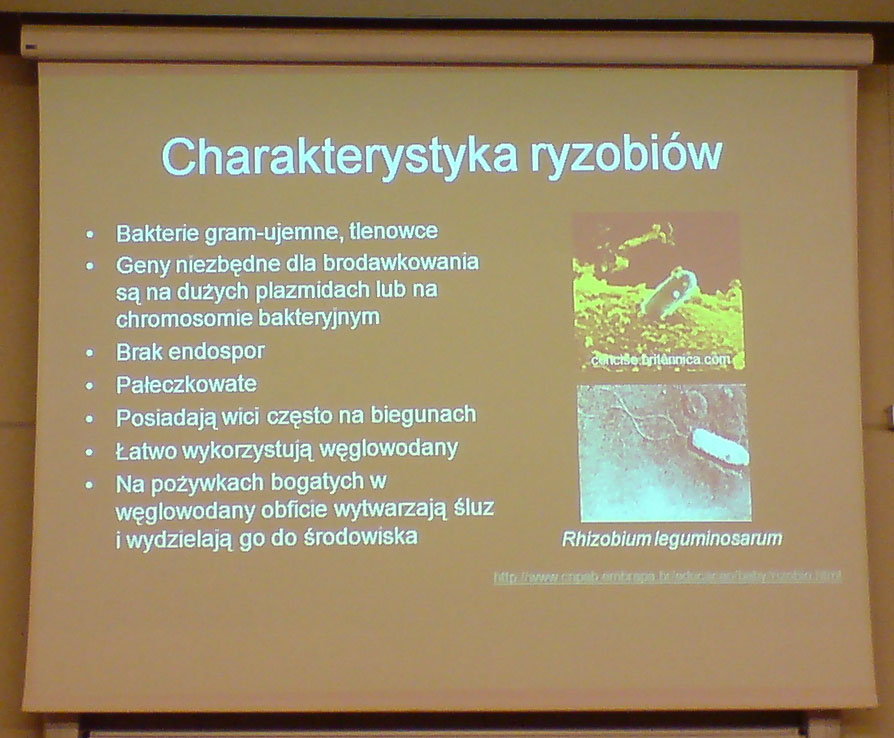 Charakterystyka ryzobiów
• Bakterie gram-ujemne, tlenowce
• Geny niezbędne dla brodawkowania
są na dużych plazmidach lub na
chromosomie bakteryjnym
• Brak endospor
• Pałeczkowate
• Posiadają wici często na biegunach
• Łatwo wykorzystują węglowodany
• Na pożywkach bogatych w
węglowodany obficie wytwarzają śluz
i wydzielają go do środowiska
concise.britannica.com
Rhizobium leguminosarum
http://www.cnpab.embrapa.br/educacao/baby/rizobio.html